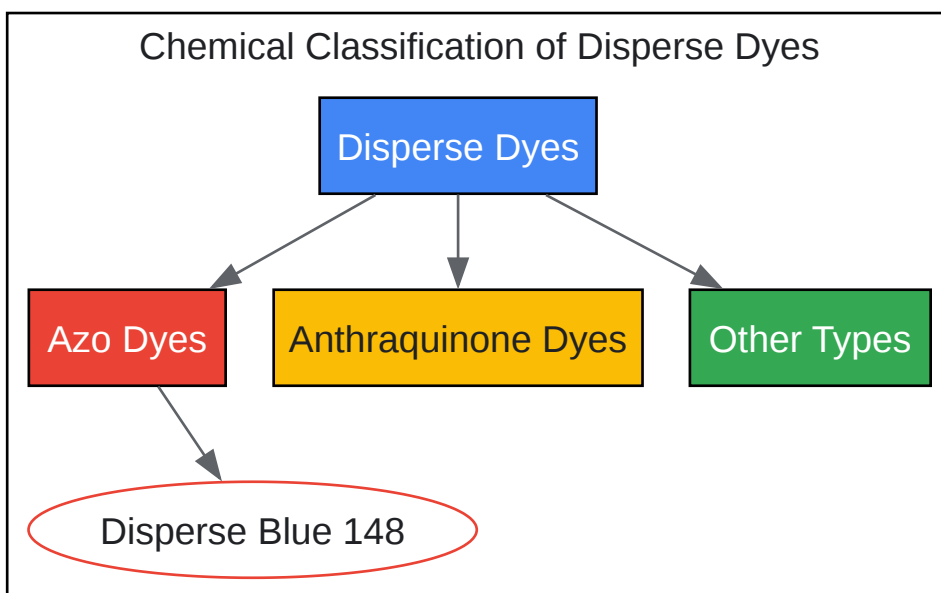 Chemical Classification of Disperse Dyes
Disperse Dyes
Azo Dyes
Anthraquinone Dyes
Other Types
Disperse Blue 148